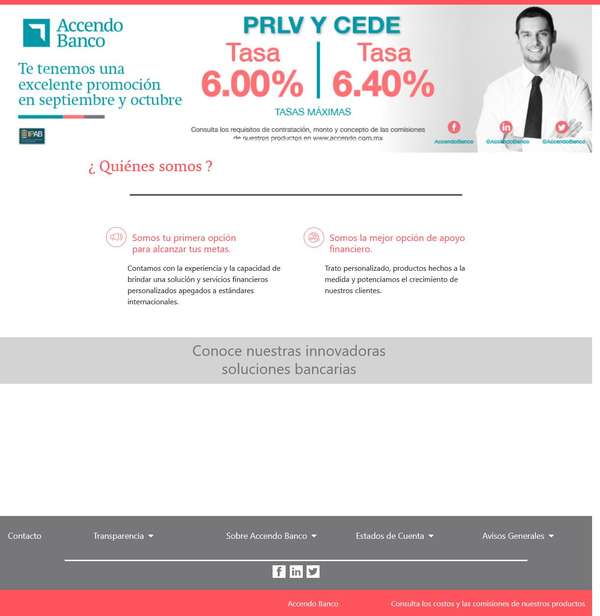 Accendo
Banco
Te tenemos una
excelente promoción
en septiembre y octubre
IPAB
PRLV Y CEDE
Tasa
6.00%
Tasa
6.40%
TASAS MÁXIMAS
Consulta los requisitos de contratación, monto y concepto de las comisiones
de nuestros productos en www.accendo.com.mx
AccendoBanco
@AccendoBanco
@AccendoBanco
¿ Quiénes somos ?
Somos tu primera opción
para alcanzar tus metas.
Contamos con la experiencia y la capacidad de
brindar una solución y servicios financieros
personalizados apegados a estándares
internacionales.
Somos la mejor opción de apoyo
financiero.
Trato personalizado, productos hechos a la
medida y potenciamos el crecimiento de
nuestros clientes.
Conoce nuestras innovadoras
soluciones bancarias
Contacto
Transparencia
Sobre Accendo Banco
Estados de Cuenta
Avisos Generales
Accendo Banco
Consulta los costos y las comisiones de nuestros productos